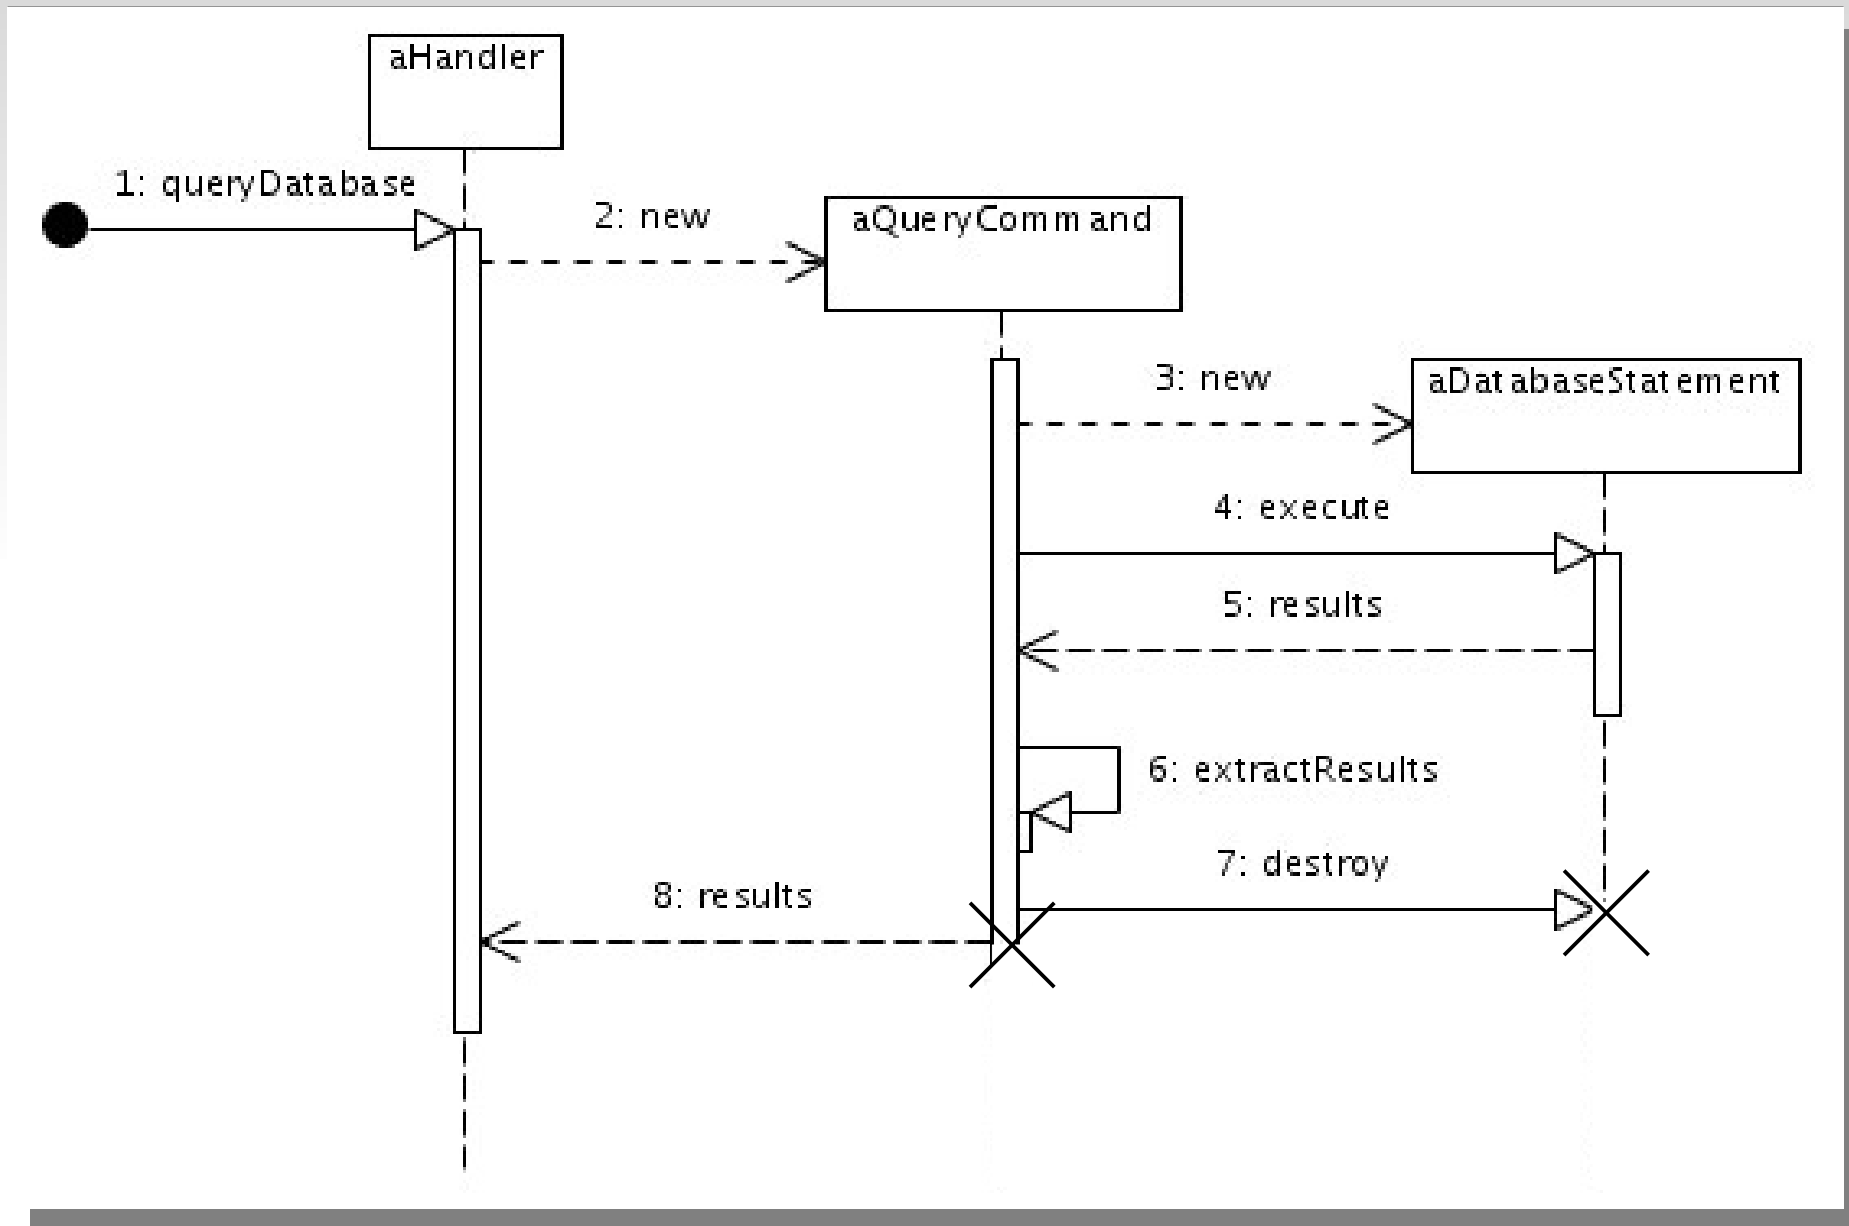 aHandler
1: queryDatabase
2: new
aQueryCommand
3: new
aDatabaseStatement
4: execute
5: results
6: extractResults
7: destroy
8: results